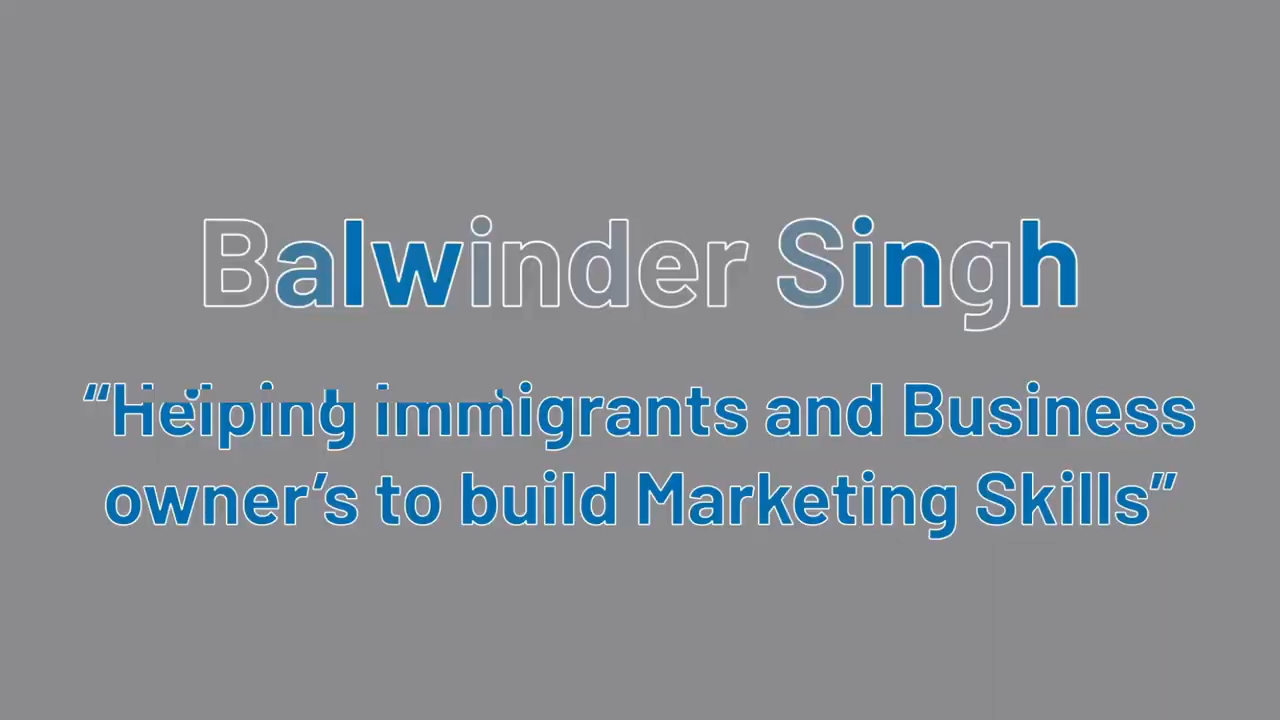 Balwinder Singh
“Helping immigrants and Business
owner’s to build Marketing Skills”